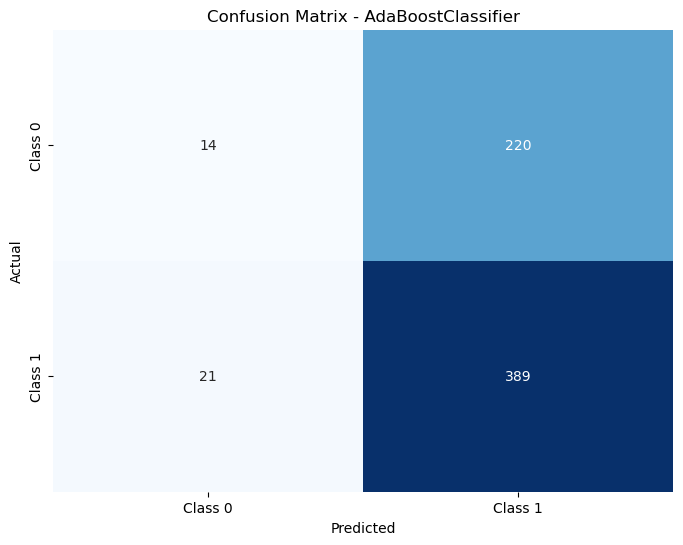 Confusion Matrix - AdaBoostClassifier
Actual
Class 0
14
220
Class 1
21
389
Class 0
Class 1
Predicted